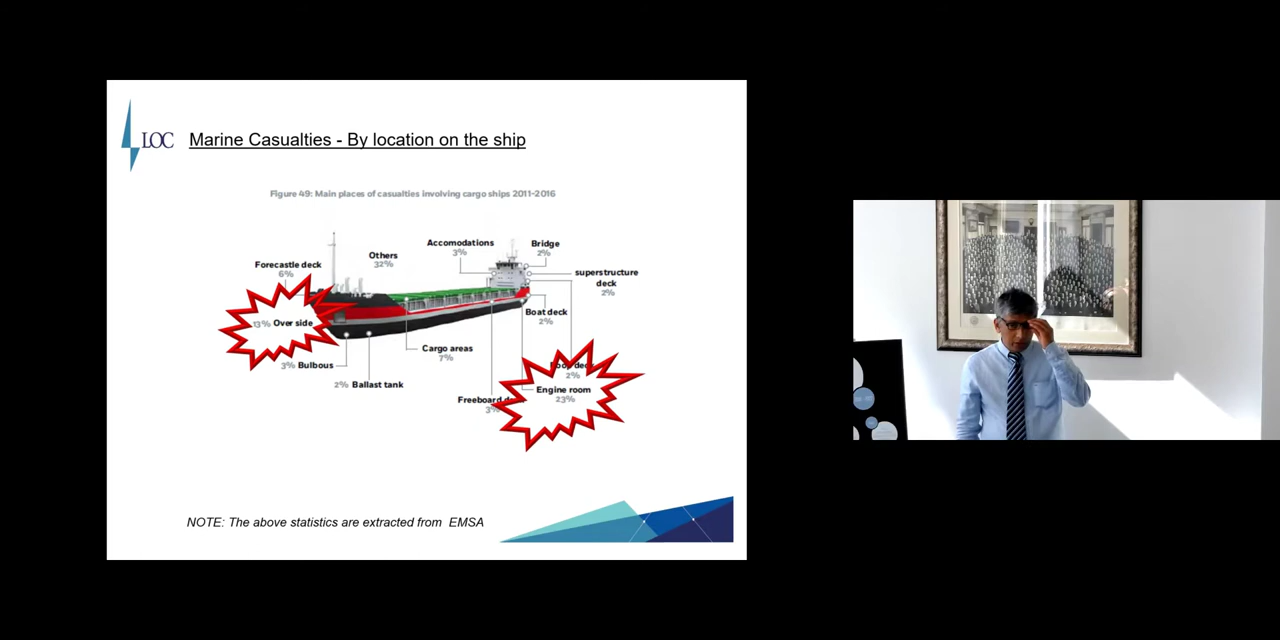 LOC
Marine Casualties - By location on the ship
Figure 49: Main places of casualties involving cargo ships 2011-2016
Accomodations
3%
Bridge
2%
Others
32%
Forecastle deck
6%
superstructure
deck
2%
Boat deck
2%
13% Over side
Cargo areas
7%
3% Bulbous
2% Ballast tank
2%
Engine room
23%
Freeboard
3%
NOTE: The above statistics are extracted from EMSA